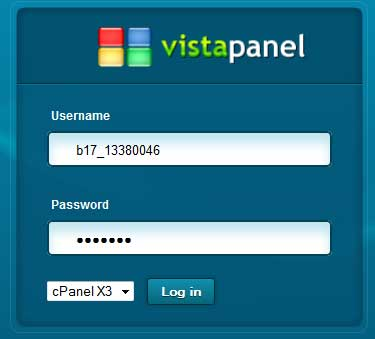 vistapanel
Username
b17_13380046
Password
•••••••
cPanel X3 Log in